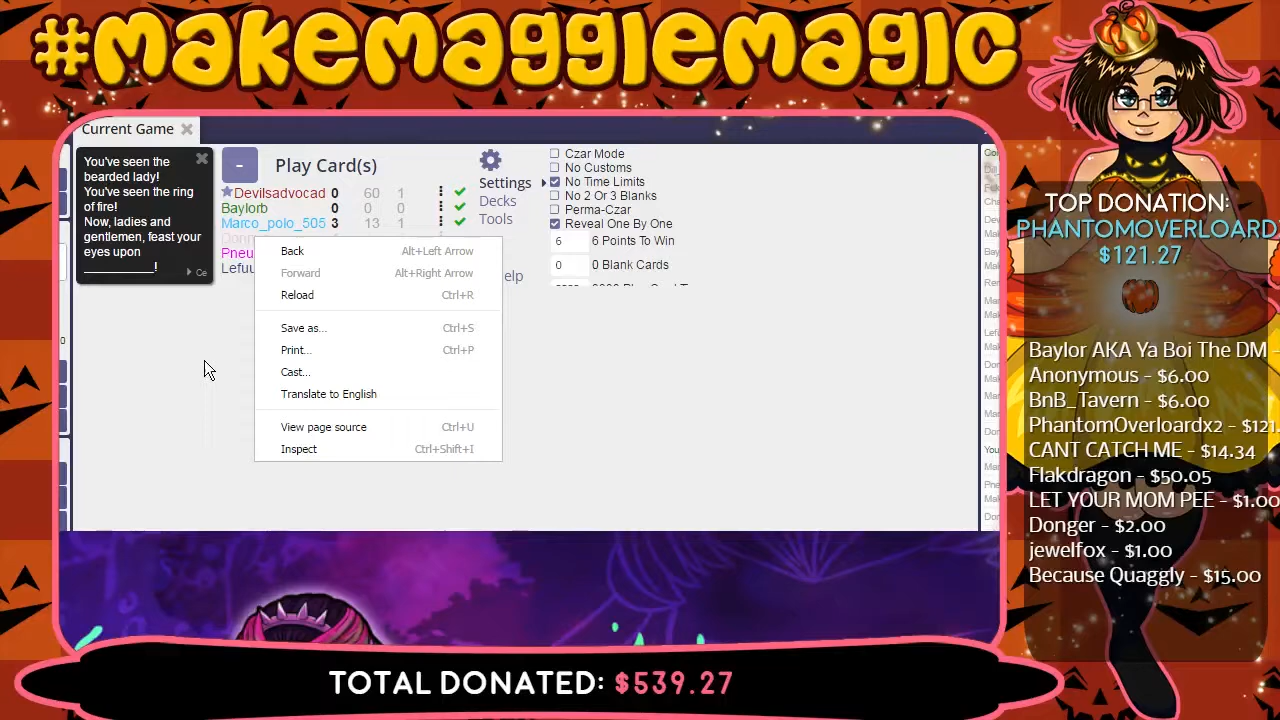 #makemaggiemagic
Current Game
You've seen the
bearded lady!
You've seen the ring
of fire!
Now, ladies and
gentlemen, feast your
eyes upon
____________!
Ce
-
Play Card(s)
Devilsadvocad 0 60 1
Baylorb 0 0 0
Marco_polo_505 3 13 1
Pneu
Lefuu
Settings
Decks
Tools
elp
Czar Mode
No Customs
No Time Limits
No 2 Or 3 Blanks
Perma-Czar
Reveal One By One
6 6 Points To Win
0 0 Blank Cards
Back Alt+Left Arrow
Forward Alt+Right Arrow
Reload Ctrl+R
Save as... Ctrl+S
Print... Ctrl+P
Cast...
Translate to English
View page source Ctrl+U
Inspect Ctrl+Shift+I
TOP DONATION:
PHANTOMOVERLOARD
$121.27
Baylor AKA Ya Boi The DM -
Anonymous - $6.00
BnB_Tavern - $6.00
PhantomOverloardx2 - $121.
CANT CATCH ME - $14.34
Flakdragon - $50.05
LET YOUR MOM PEE - $1.00
Donger - $2.00
jewelfox - $1.00
Because Quaggly - $15.00
TOTAL DONATED: $539.27